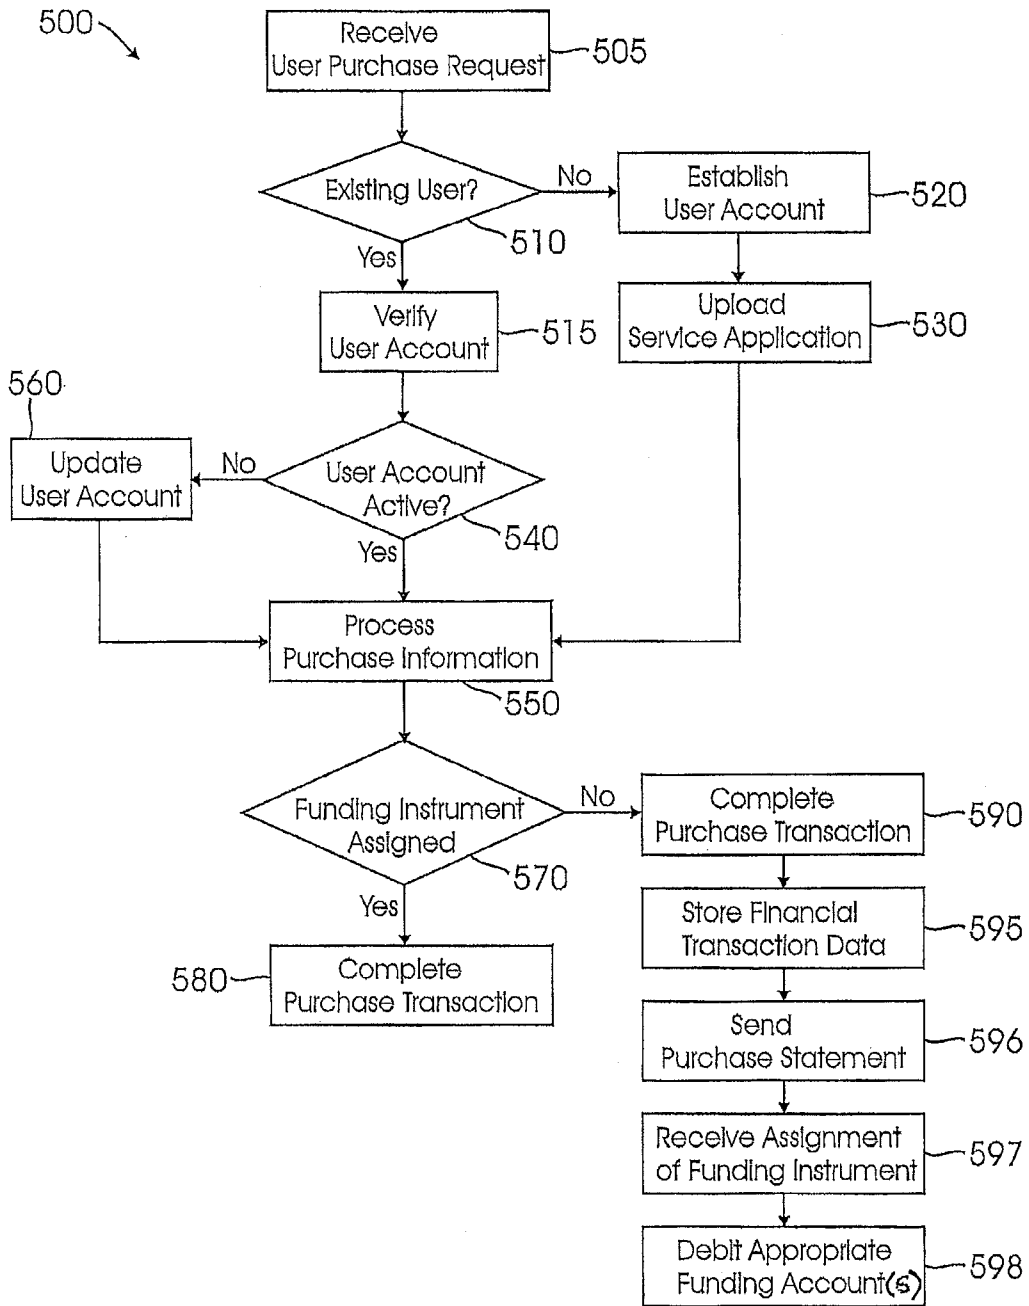 500
Receive
User Purchase Request
505
Existing User?
No
510
Yes
Establish
User Account
520
Verify
User Account
515
Upload
Service Application
530
560
Update
User Account
No
User Account
Active?
540
Yes
Process
Purchase Information
550
Funding Instrument
Assigned
No
570
Yes
Complete
Purchase Transaction
590
580
Complete
Purchase Transaction
Store Financial
Transaction Data
595
Send
Purchase Statement
596
Receive Assignment
of Funding Instrument
597
Debit Appropriate
Funding Account(s)
598